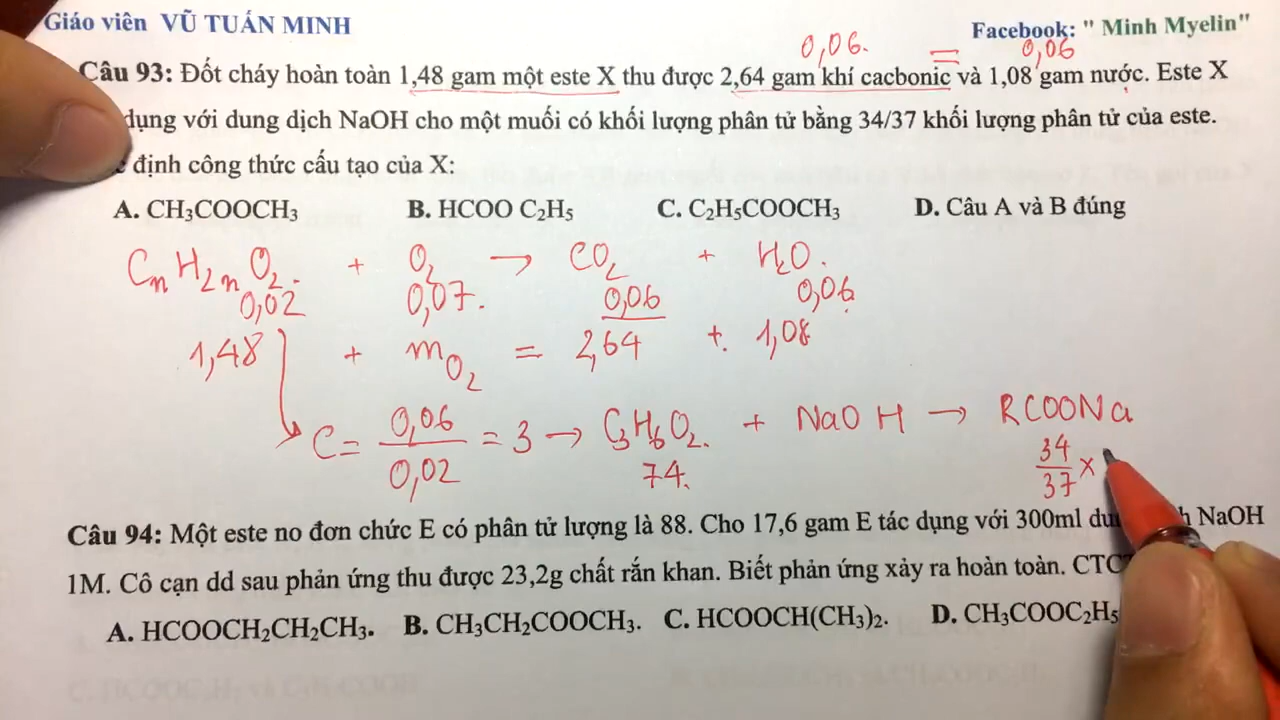 Giáo viên VŨ TUẤN MINH Facebook: " Minh Myelin"
0,06. = 0,06
Câu 93: Đốt cháy hoàn toàn 1,48 gam một este X thu được 2,64 gam khí cacbonic và 1,08 gam nước. Este X
dụng với dung dịch NaOH cho một muối có khối lượng phân tử bằng 34/37 khối lượng phân tử của este.
định công thức cấu tạo của X:
A. CH₃COOCH₃ B. HCOO C₂H₅ C. C₂H₅COOCH₃ D. Câu A và B đúng
CnH2nO2. + O2 → CO2 + H2O.
0,02 0,07. 0,06 0,06
1,48 + mO2 = 2,64 + 1,08
C = 0,06/0,02 = 3 → C3H6O2. + NaOH → RCOONa
74. 34/37 ×
Câu 94: Một este no đơn chức E có phân tử lượng là 88. Cho 17,6 gam E tác dụng với 300ml NaOH
1M. Cô cạn dd sau phản ứng thu được 23,2g chất rắn khan. Biết phản ứng xảy ra hoàn toàn.
A. HCOOCH₂CH₂CH₃. B. CH₃CH₂COOCH₃. C. HCOOCH(CH₃)₂. D. CH₃COOC₂H₅